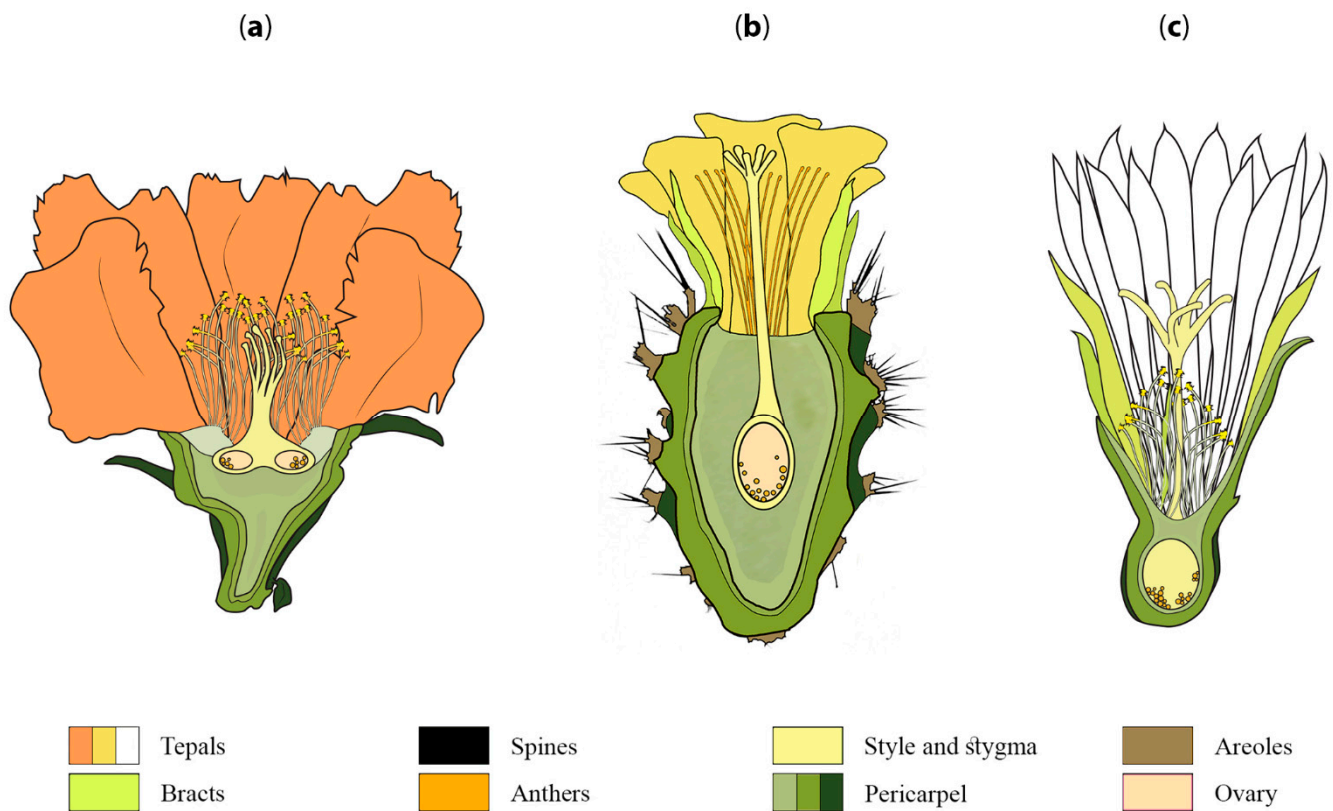 (a) (b) (c)
Tepals Spines Style and stygma Areoles
Bracts Anthers Pericarpel Ovary